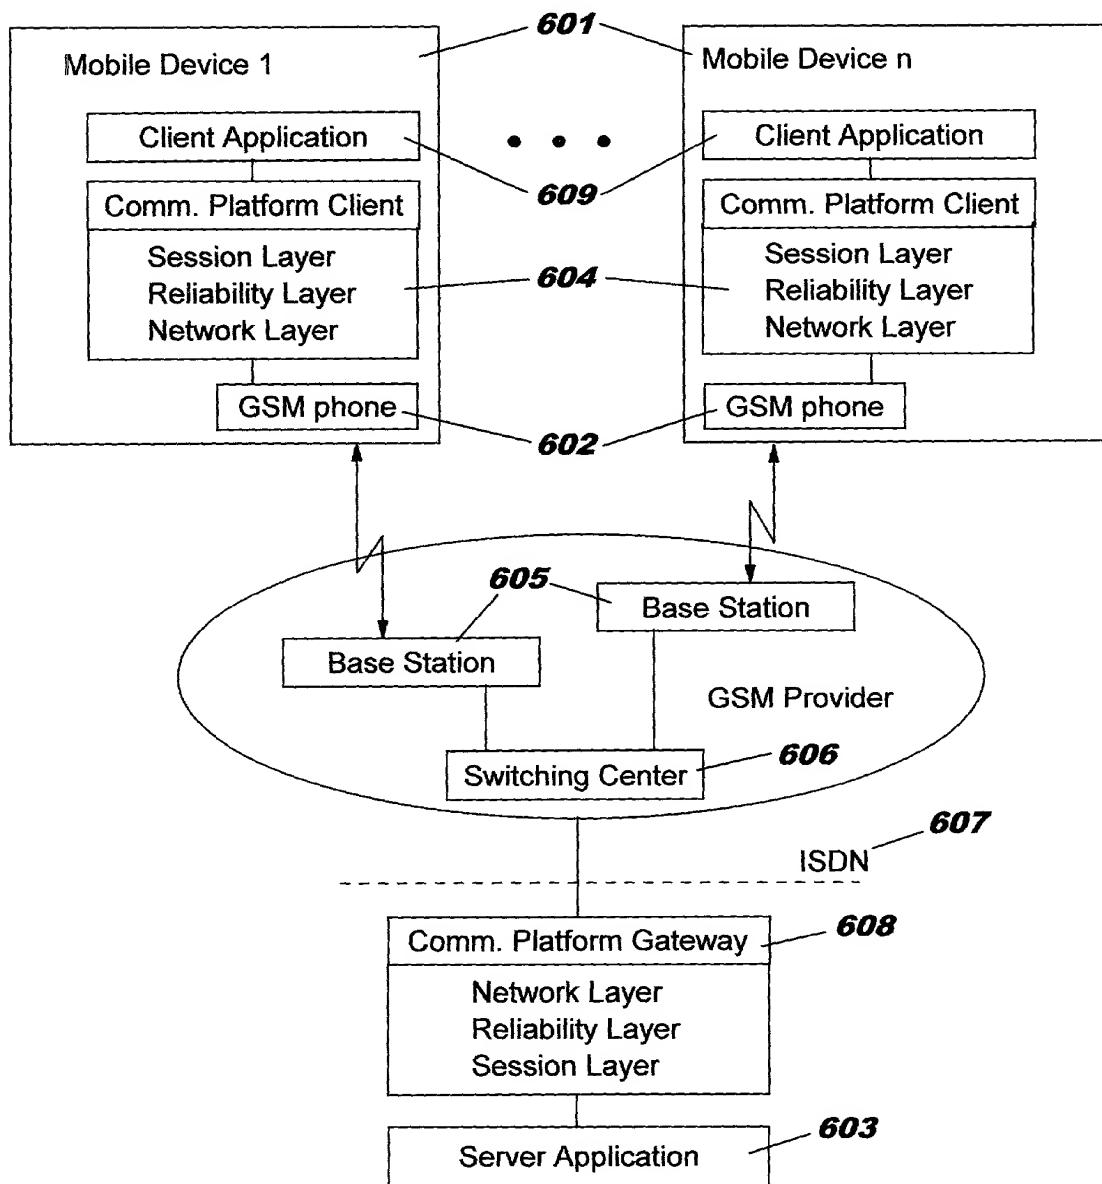 601
Mobile Device 1
Mobile Device n
Client Application
Client Application
609
Comm. Platform Client
Comm. Platform Client
Session Layer
Reliability Layer
Network Layer
604
Session Layer
Reliability Layer
Network Layer
GSM phone
602
GSM phone
605
Base Station
Base Station
GSM Provider
Switching Center
606
607
ISDN
Comm. Platform Gateway
608
Network Layer
Reliability Layer
Session Layer
603
Server Application